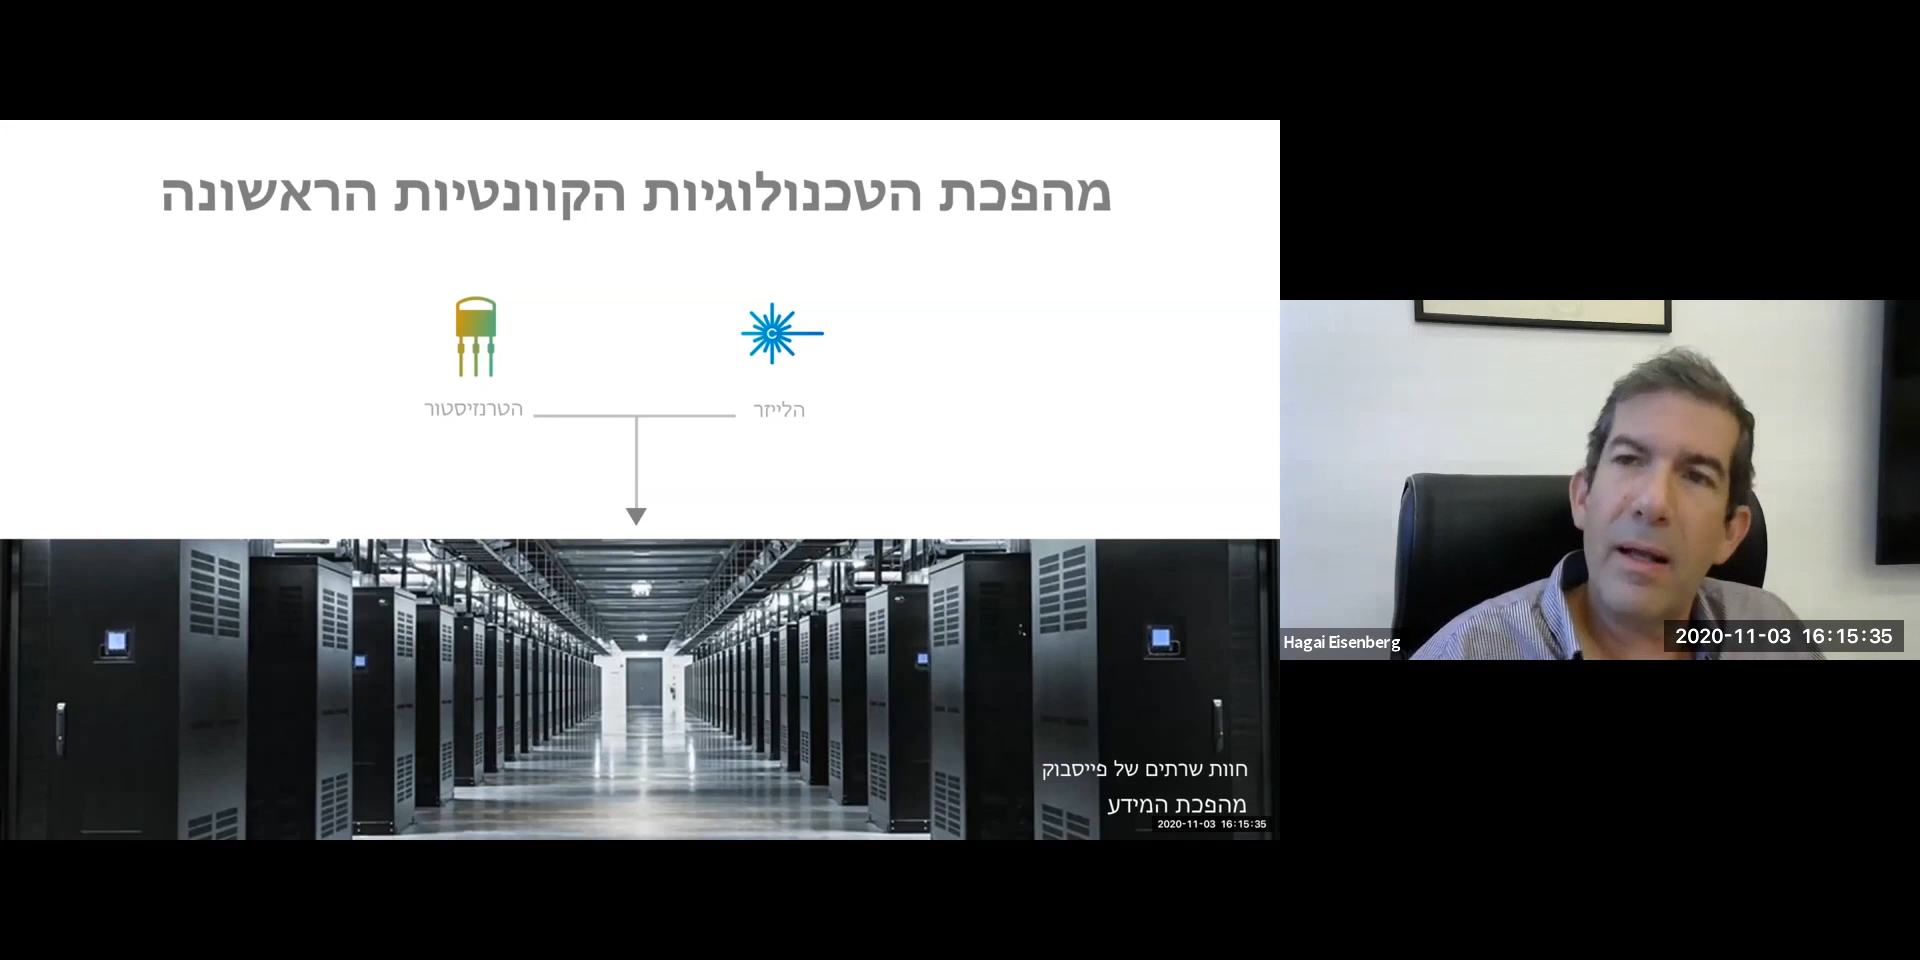 מהפכת הטכנולוגיות הקוונטיות הראשונה
הלייזר
הטרנזיסטור
חוות שרתים של פייסבוק
מהפכת המידע
2020-11-03 16:15:35
Hagai Eisenberg
2020-11-03 16:15:35